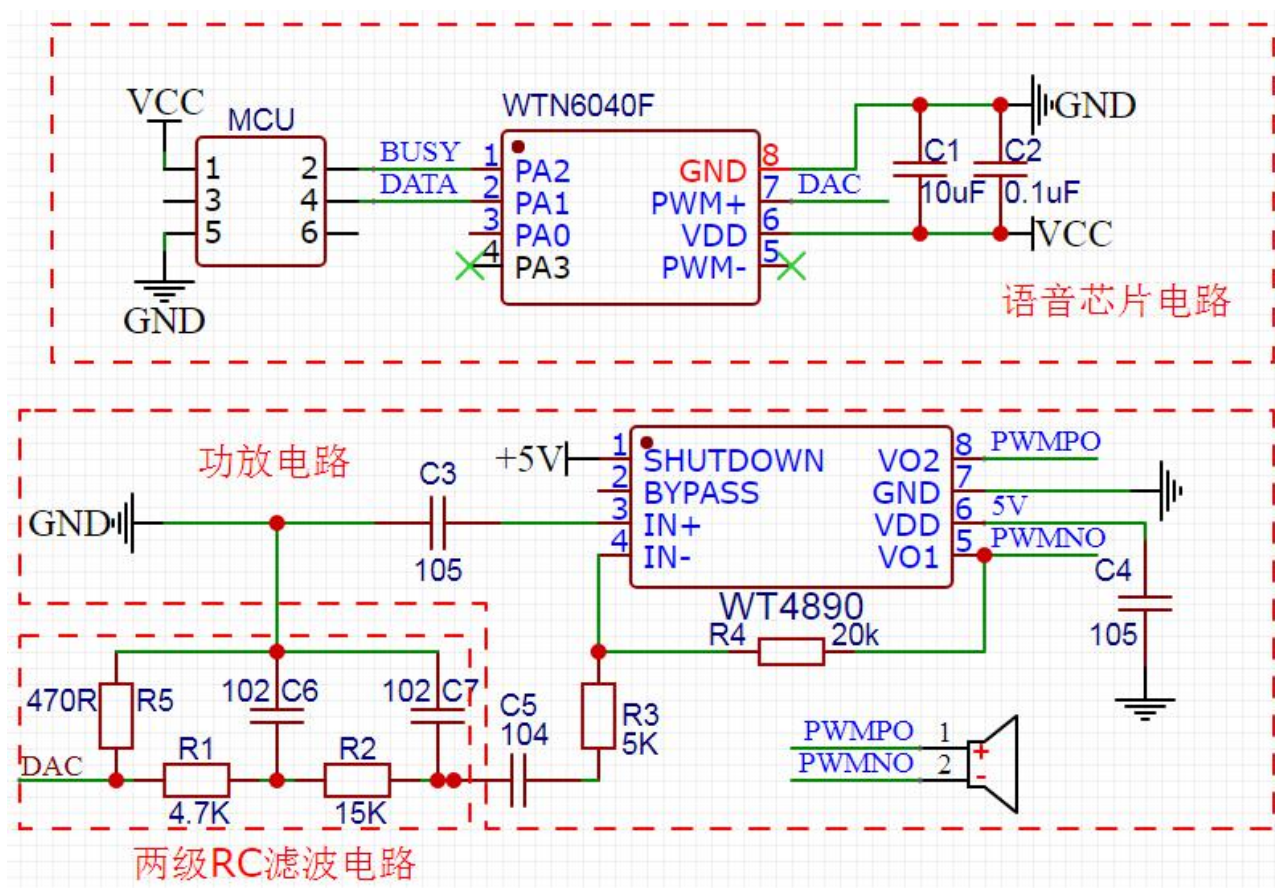 VCC
MCU
1 2
3 4
5 6
GND
BUSY
DATA
WTN6040F
1 PA2 GND 8
2 PA1 PWM+ 7
3 PA0 VDD 6
4 PA3 PWM- 5
DAC
C1
10uF
C2
0.1uF
GND
VCC
语音芯片电路
功放电路
GND
C3
105
+5V
1 SHUTDOWN VO2 8
2 BYPASS GND 7
3 IN+ VDD 6
4 IN- VO1 5
WT4890
PWMPO
5V
PWMNO
C4
105
R4 20k
470R R5
102 C6
102 C7
C5
104
R3
5K
DAC
R1
4.7K
R2
15K
PWMPO 1 +
PWMNO 2 -
两级RC滤波电路